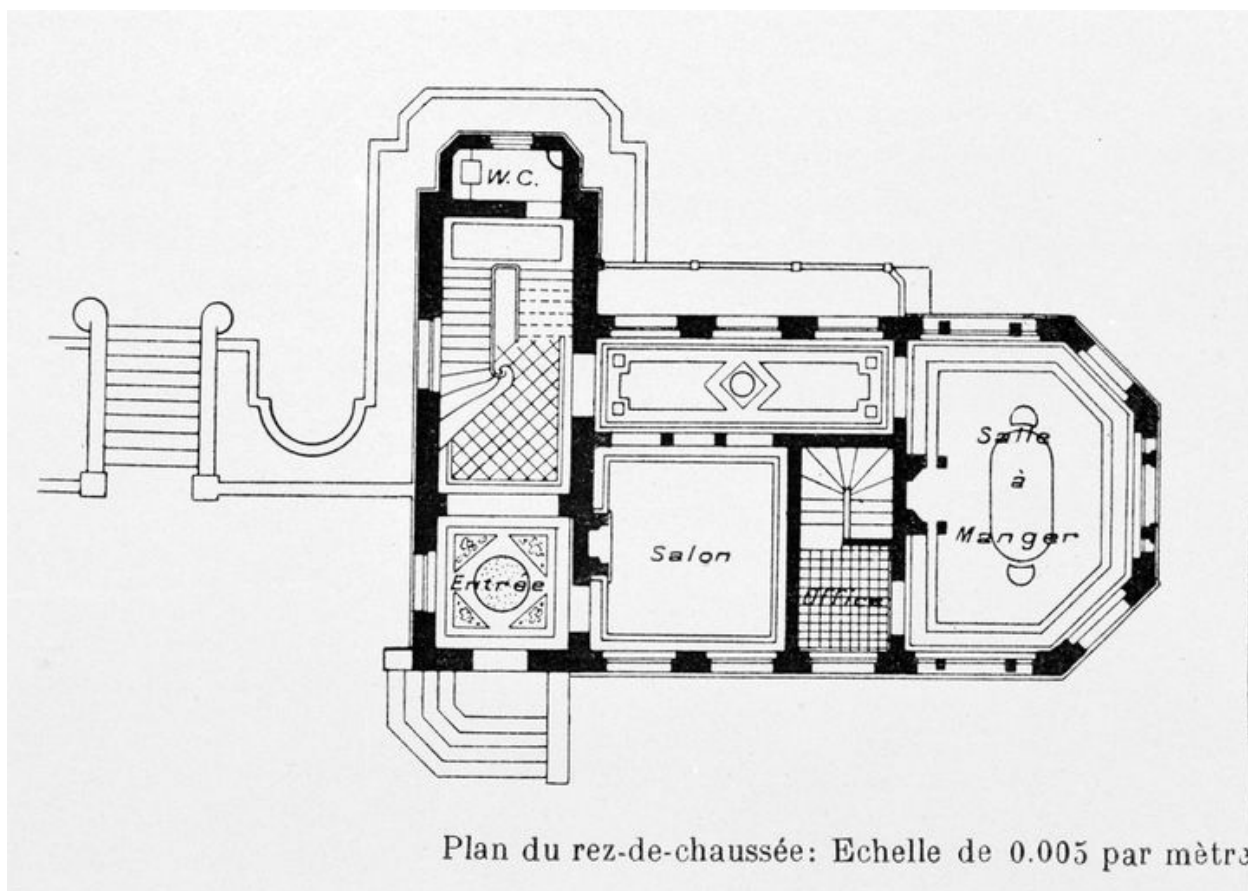 W.C.
Entrée
Salon
Office
Salle
à
Manger
Plan du rez-de-chaussée: Echelle de 0.005 par mètre